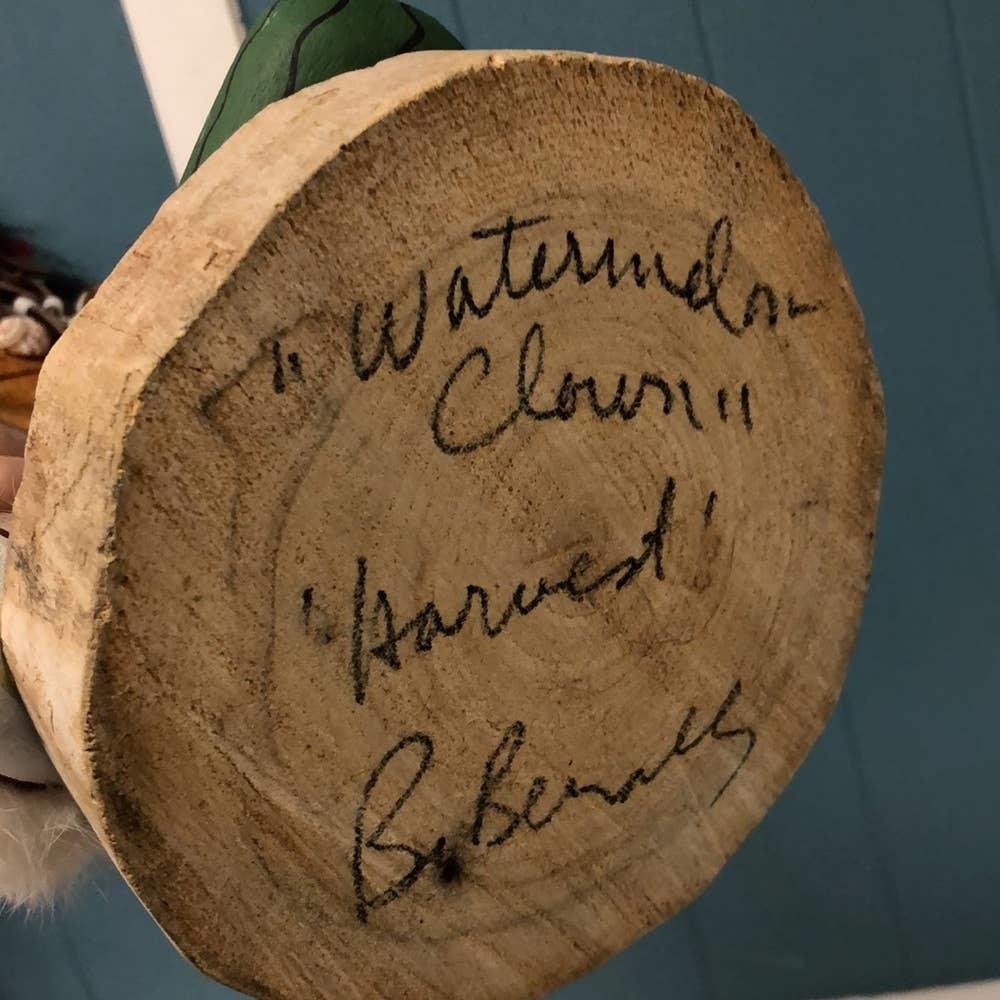 "Watermelon
Clown"
"Harvest'
B.